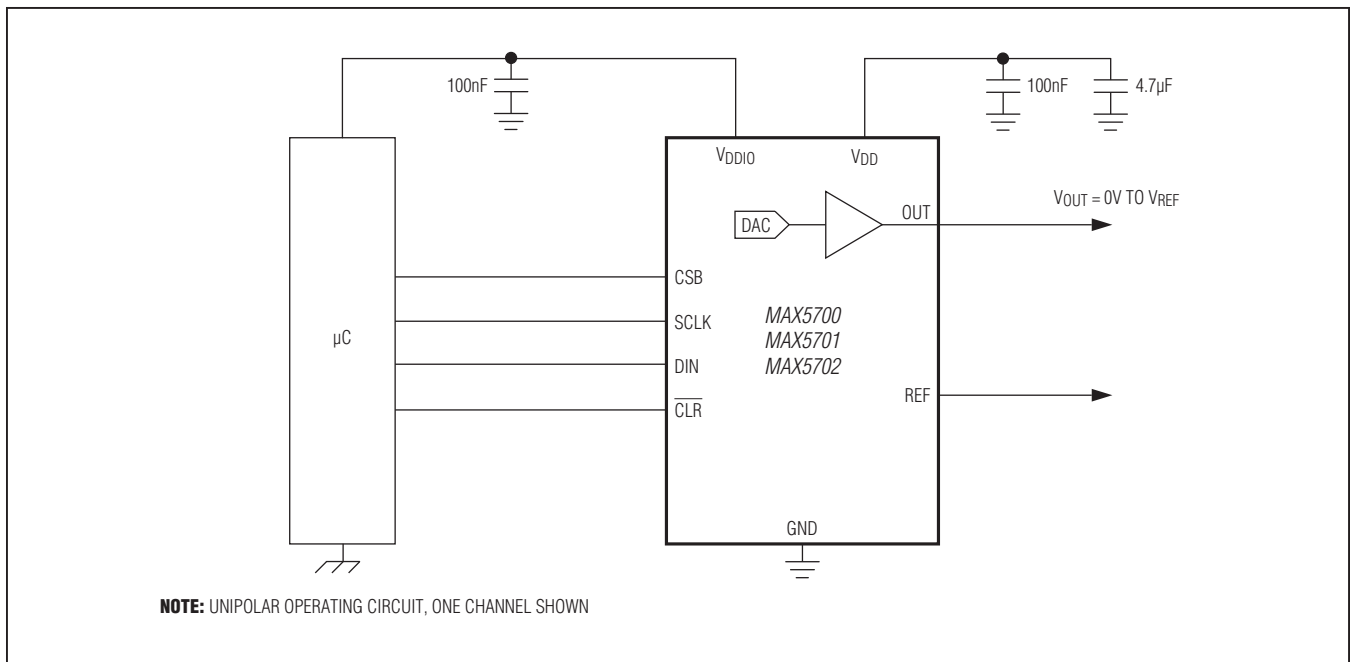 100nF
100nF
4.7µF
VDDIO
VDD
VOUT = 0V TO VREF
DAC
OUT
CSB
SCLK
DIN
CLR
µC
MAX5700
MAX5701
MAX5702
REF
GND
NOTE: UNIPOLAR OPERATING CIRCUIT, ONE CHANNEL SHOWN